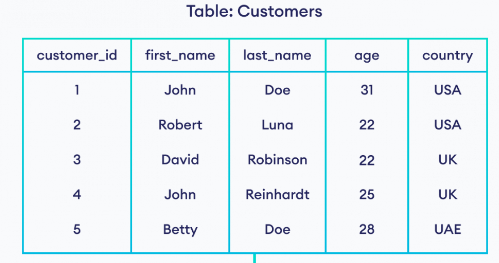 Table: Customers
customer_id first_name last_name age country
1 John Doe 31 USA
2 Robert Luna 22 USA
3 David Robinson 22 UK
4 John Reinhardt 25 UK
5 Betty Doe 28 UAE